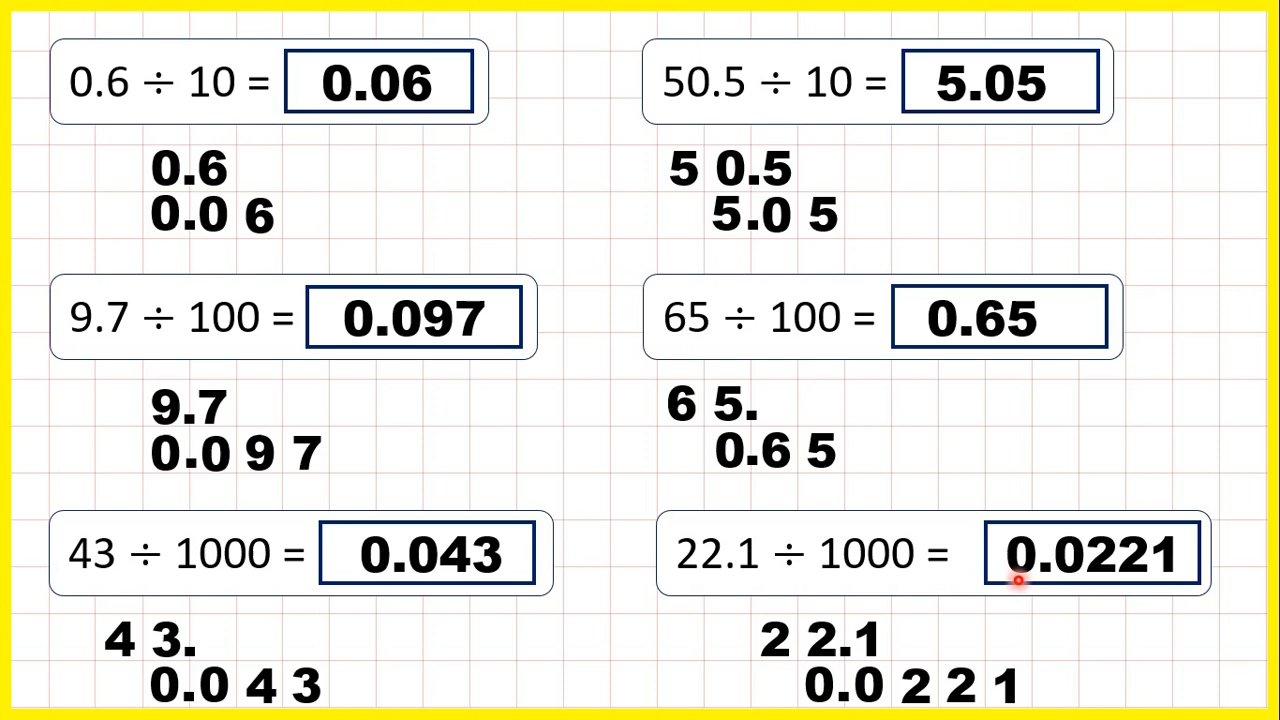 0.6 ÷ 10 = 0.06
0.6
0.0 6
50.5 ÷ 10 = 5.05
5 0.5
5.0 5
9.7 ÷ 100 = 0.097
9.7
0.0 9 7
65 ÷ 100 = 0.65
6 5.
0.6 5
43 ÷ 1000 = 0.043
4 3.
0.0 4 3
22.1 ÷ 1000 = 0.0221
2 2.1
0.0 2 2 1